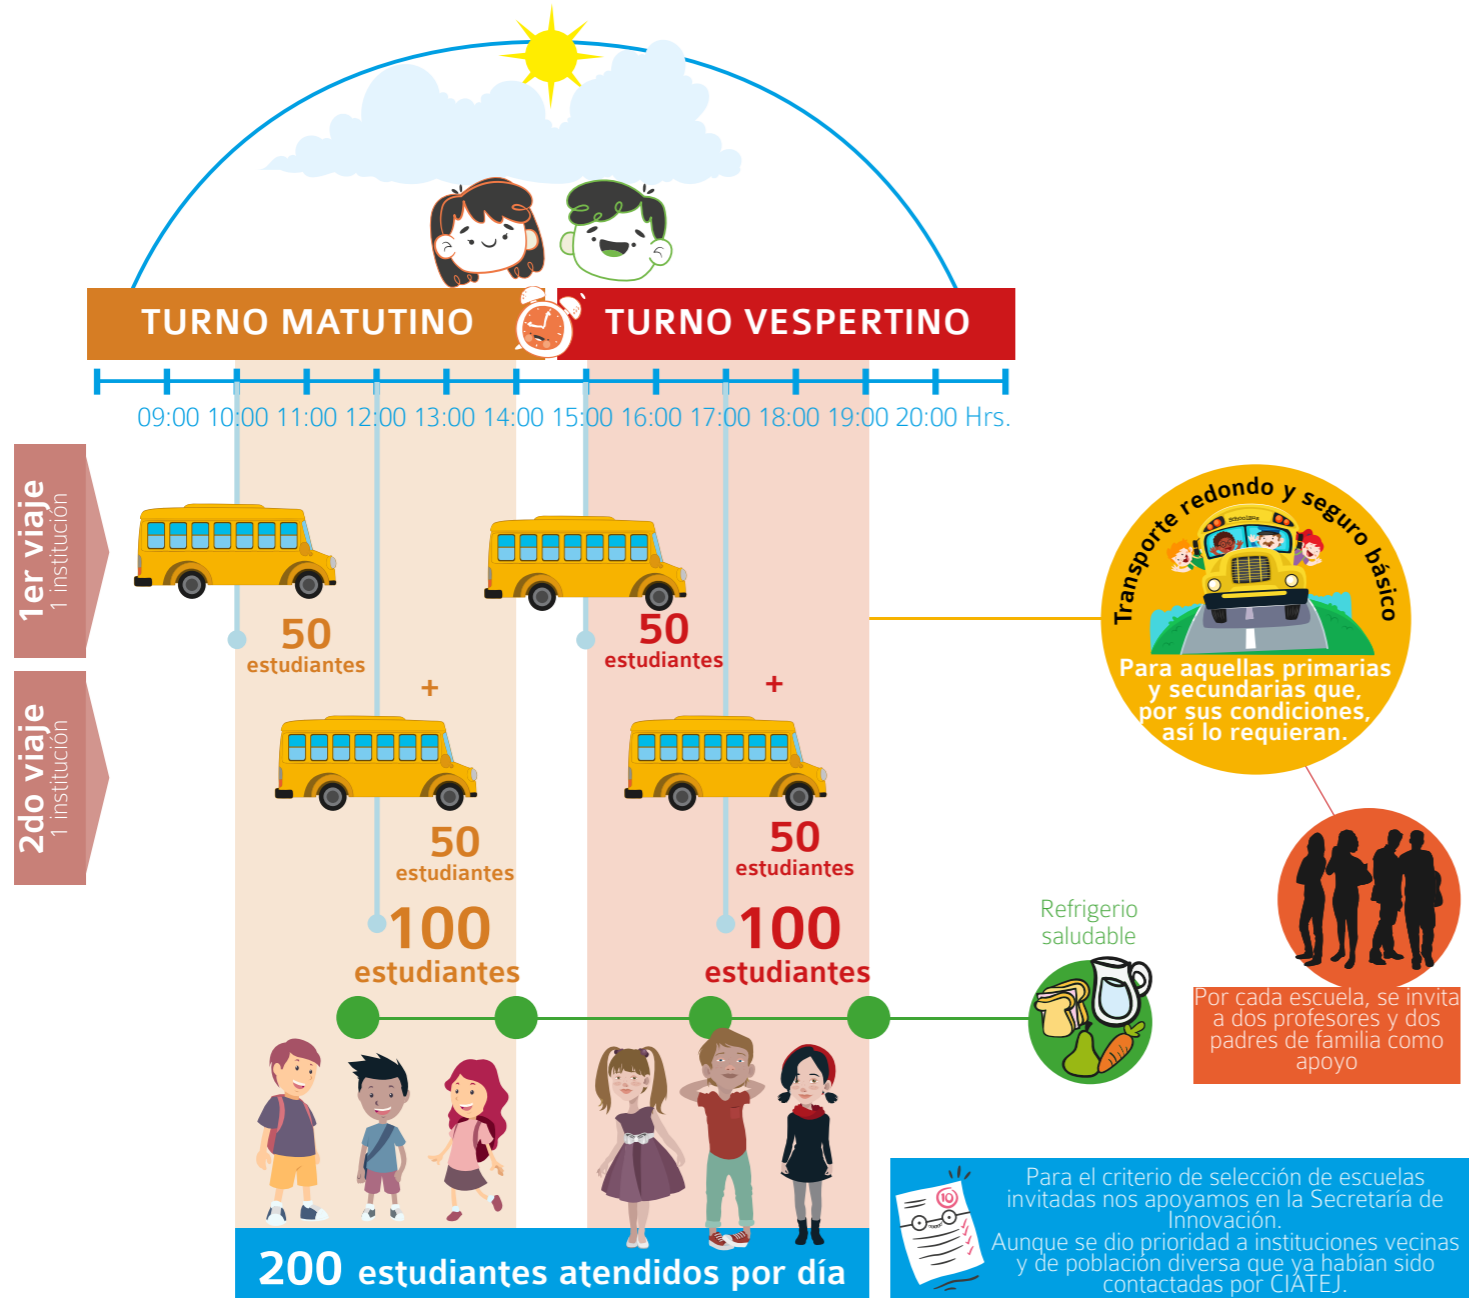 TURNO MATUTINO
TURNO VESPERTINO
09:00 10:00 11:00 12:00 13:00 14:00 15:00 16:00 17:00 18:00 19:00 20:00 Hrs.
1er viaje
1 institución
50
estudiantes
+
50
estudiantes
+
2do viaje
1 institución
50
estudiantes
50
estudiantes
100
estudiantes
100
estudiantes
Transporte redondo y seguro básico
Para aquellas primarias
y secundarias que,
por sus condiciones,
así lo requieran.
Refrigerio
saludable
Por cada escuela, se invita
a dos profesores y dos
padres de familia como
apoyo
200 estudiantes atendidos por día
10
Para el criterio de selección de escuelas
invitadas nos apoyamos en la Secretaría de
Innovación.
Aunque se dio prioridad a instituciones vecinas
y de población diversa que ya habían sido
contactadas por CIATEJ.